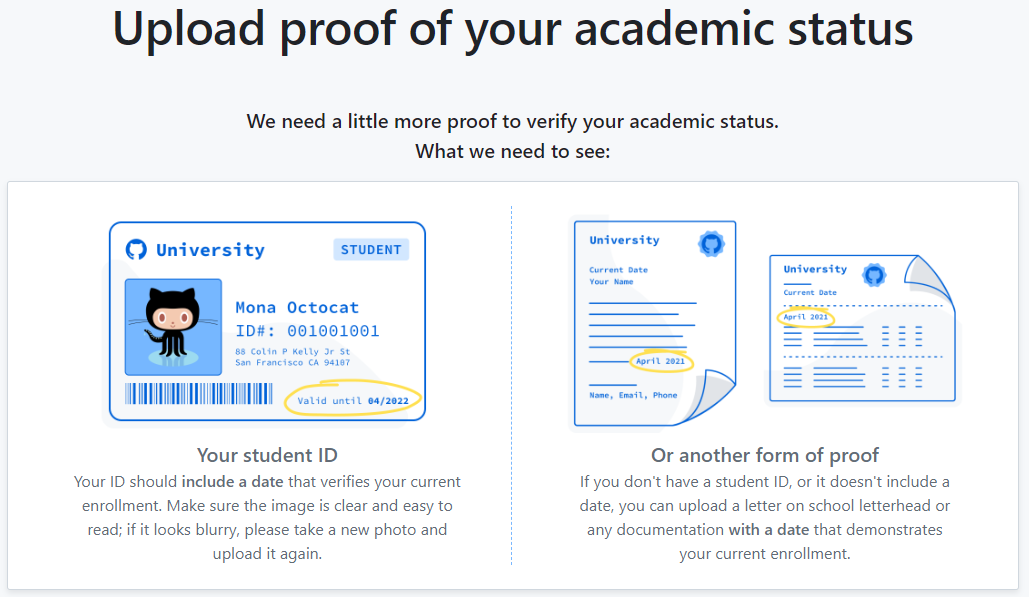 Upload proof of your academic status
We need a little more proof to verify your academic status.
What we need to see:
University
STUDENT
Mona Octocat
ID#: 001001001
88 Colin P Kelly Jr St
San Francisco CA 94107
Valid until 04/2022
Your student ID
Your ID should include a date that verifies your current
enrollment. Make sure the image is clear and easy to
read; if it looks blurry, please take a new photo and
upload it again.
University
Current Date
Your Name
April 2021
Name, Email, Phone
University
Current Date
April 2021
Or another form of proof
If you don't have a student ID, or it doesn't include a
date, you can upload a letter on school letterhead or
any documentation with a date that demonstrates
your current enrollment.